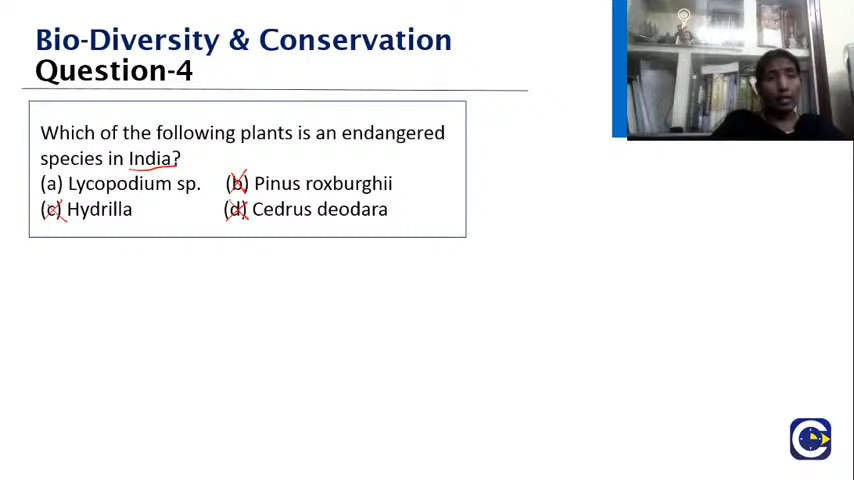 Bio-Diversity & Conservation
Question-4
Which of the following plants is an endangered
species in India?
(a) Lycopodium sp. (b) Pinus roxburghii
(c) Hydrilla (d) Cedrus deodara